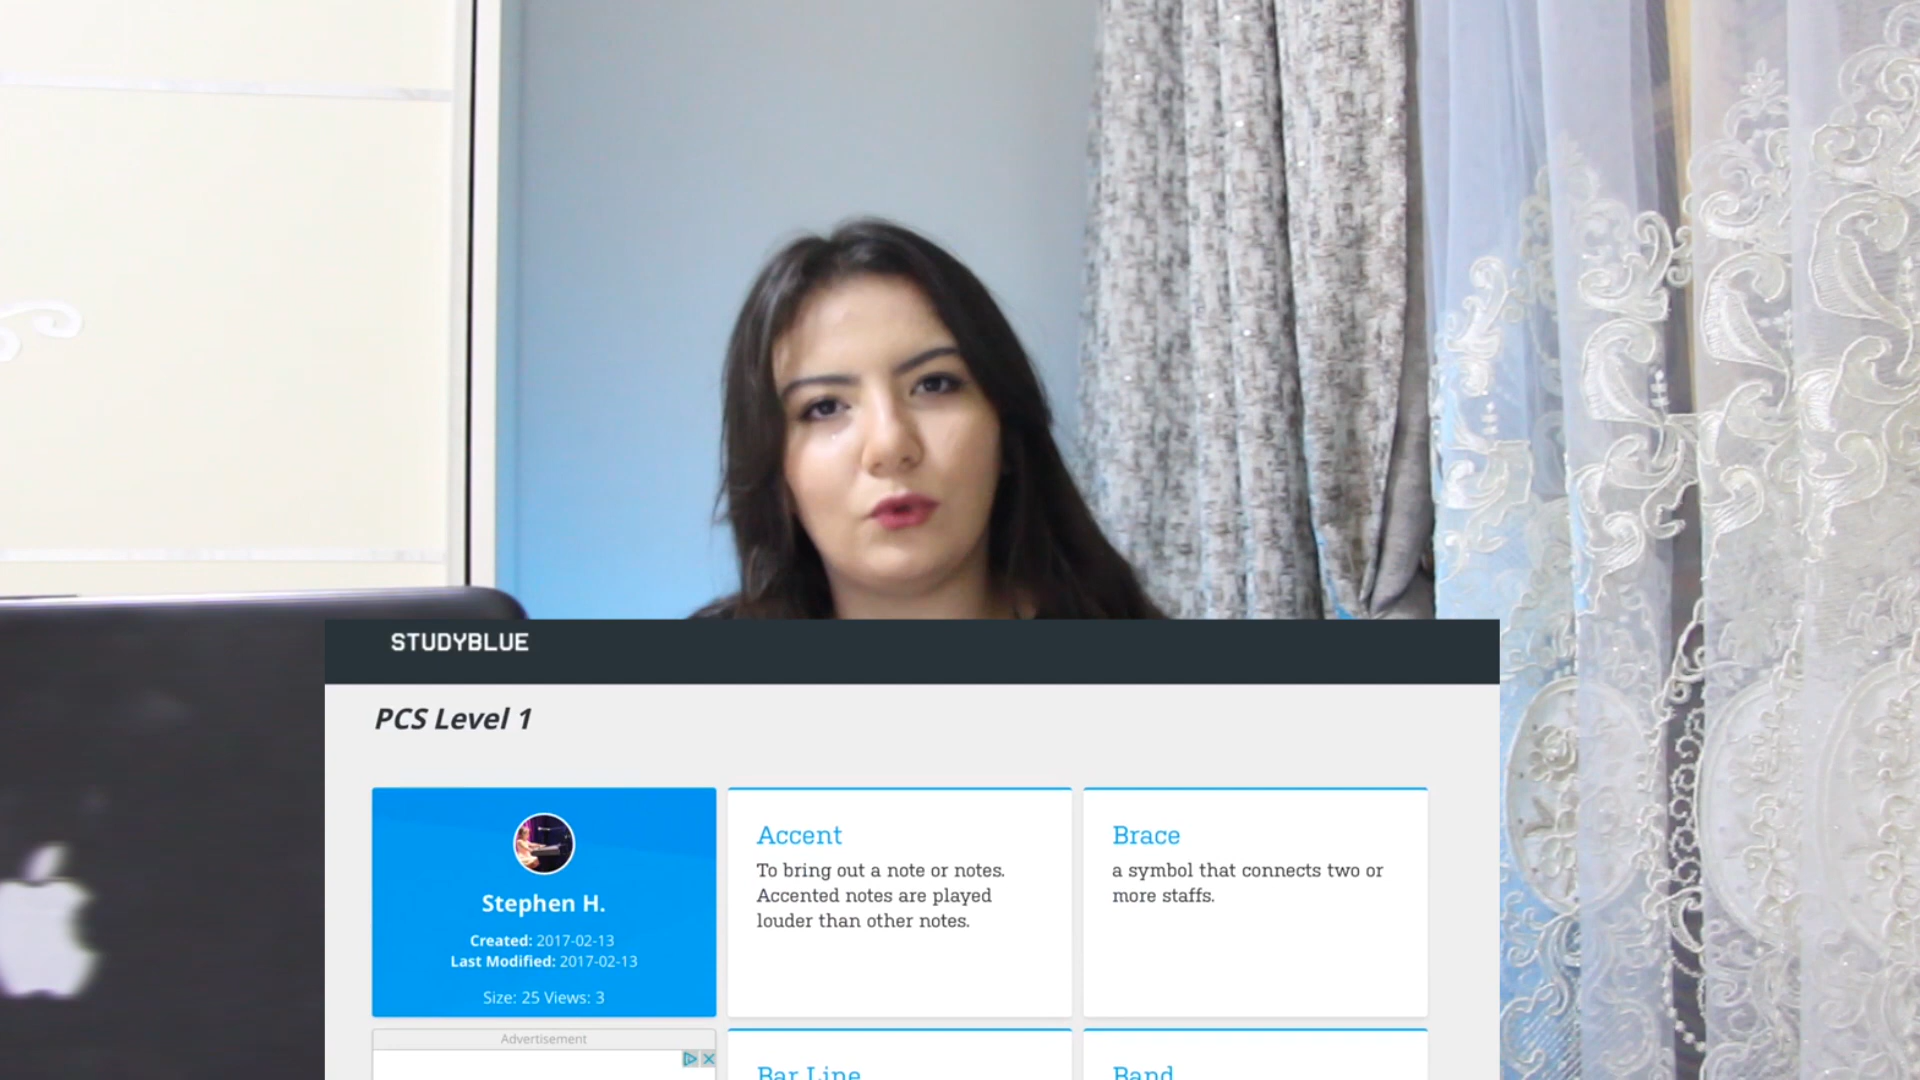 STUDYBLUE
PCS Level 1
Stephen H.
Created: 2017-02-13
Last Modified: 2017-02-13
Size: 25 Views: 3
Advertisement
Accent
To bring out a note or notes.
Accented notes are played
louder than other notes.
Brace
a symbol that connects two or
more staffs.
Bar Line
Band